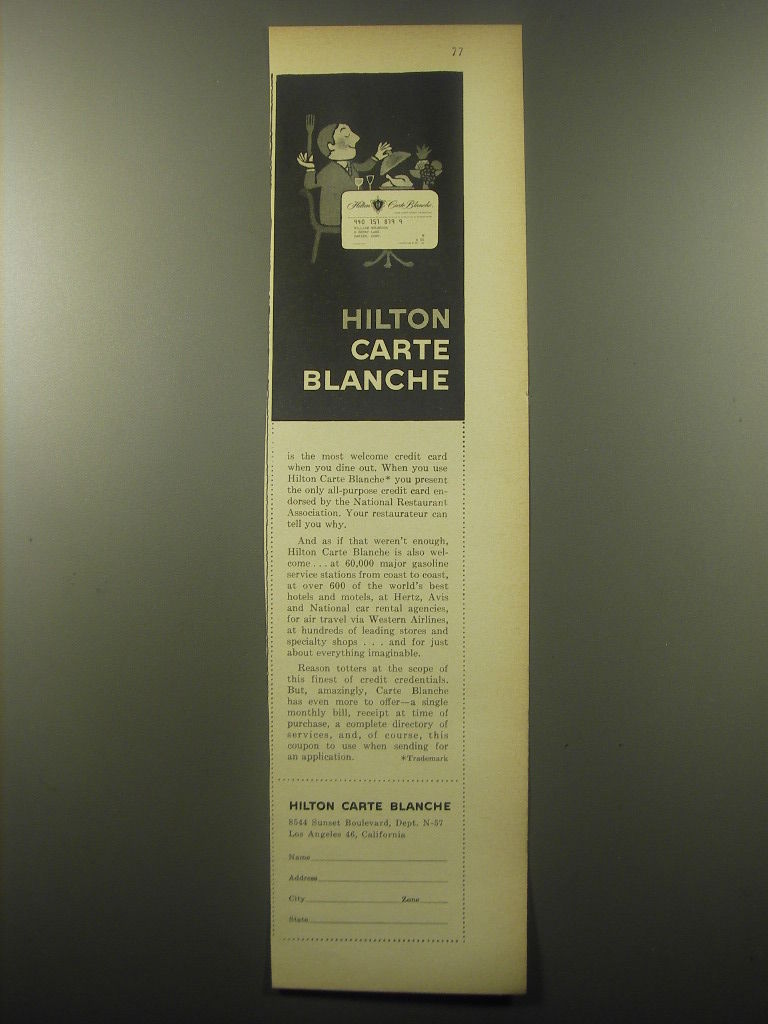 77
Hilton Carte Blanche
940 151 879 9
HILTON
CARTE
BLANCHE
is the most welcome credit card
when you dine out. When you use
Hilton Carte Blanche* you present
the only all-purpose credit card en-
dorsed by the National Restaurant
Association. Your restaurateur can
tell you why.
And as if that weren't enough,
Hilton Carte Blanche is also wel-
come . . . at 60,000 major gasoline
service stations from coast to coast,
at over 600 of the world's best
hotels and motels, at Hertz, Avis
and National car rental agencies,
for air travel via Western Airlines,
at hundreds of leading stores and
specialty shops . . . and for just
about everything imaginable.
Reason totters at the scope of
this finest of credit credentials.
But, amazingly, Carte Blanche
has even more to offer—a single
monthly bill, receipt at time of
purchase, a complete directory of
services, and, of course, this
coupon to use when sending for
an application. *Trademark
HILTON CARTE BLANCHE
8544 Sunset Boulevard, Dept. N-57
Los Angeles 46, California
Name
Address
City Zone
State